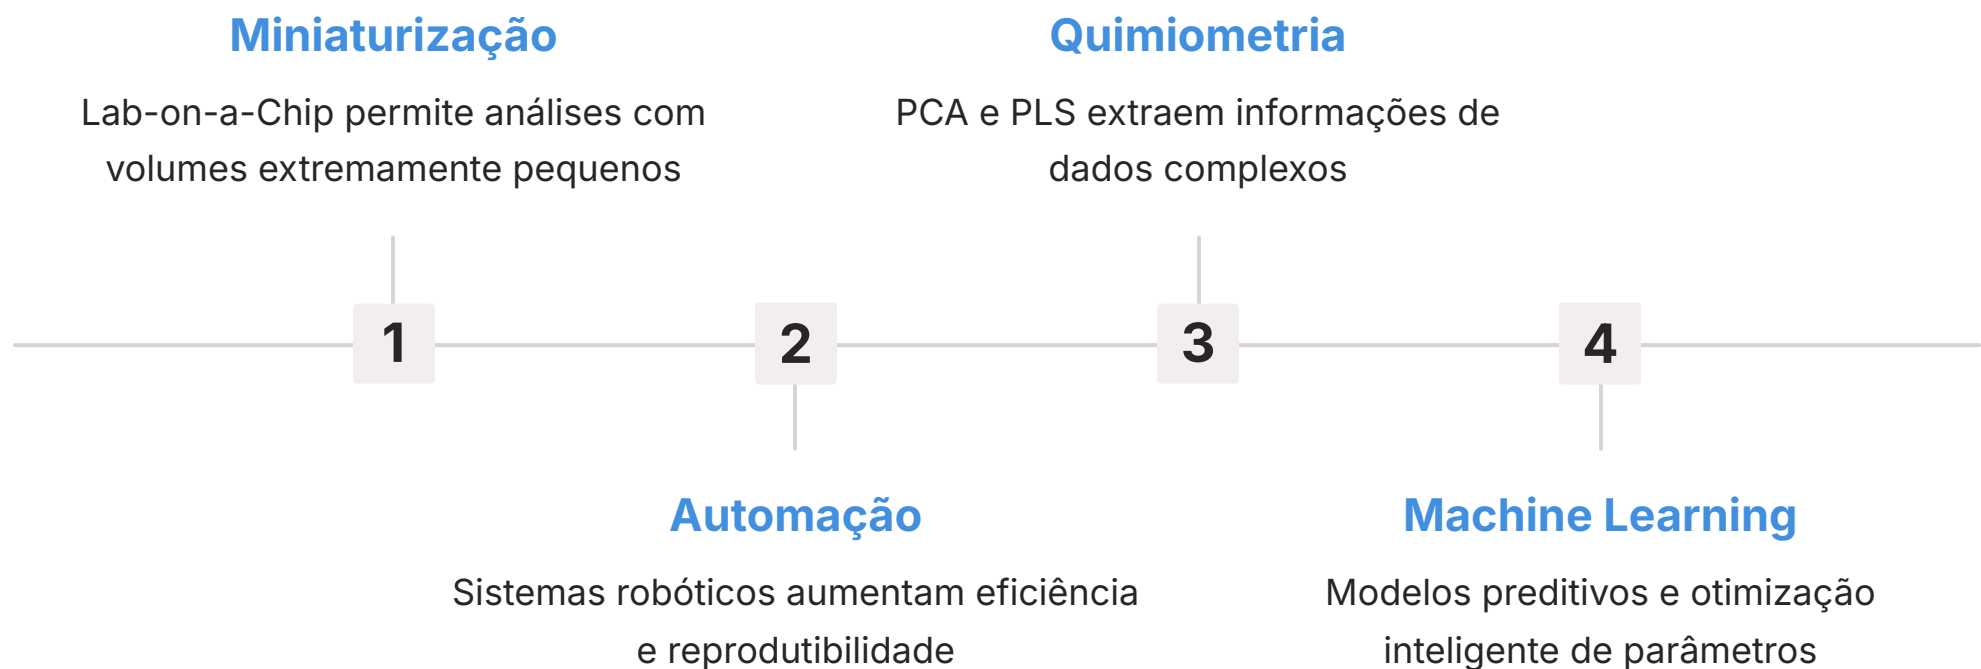 Miniaturização
Lab-on-a-Chip permite análises com
volumes extremamente pequenos
Quimiometria
PCA e PLS extraem informações de
dados complexos
1
2
3
4
Automação
Sistemas robóticos aumentam eficiência
e reprodutibilidade
Machine Learning
Modelos preditivos e otimização
inteligente de parâmetros